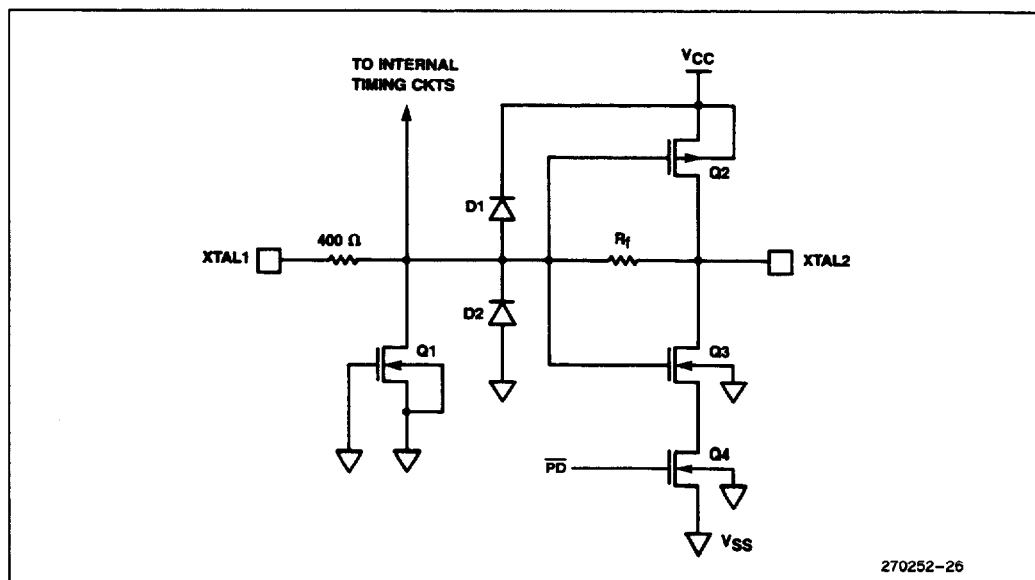 TO INTERNAL
TIMING CKTS
VCC
Q2
D1
400 Ω
Rf
XTAL1
XTAL2
D2
Q1
Q3
Q4
PD
VSS
270252-26